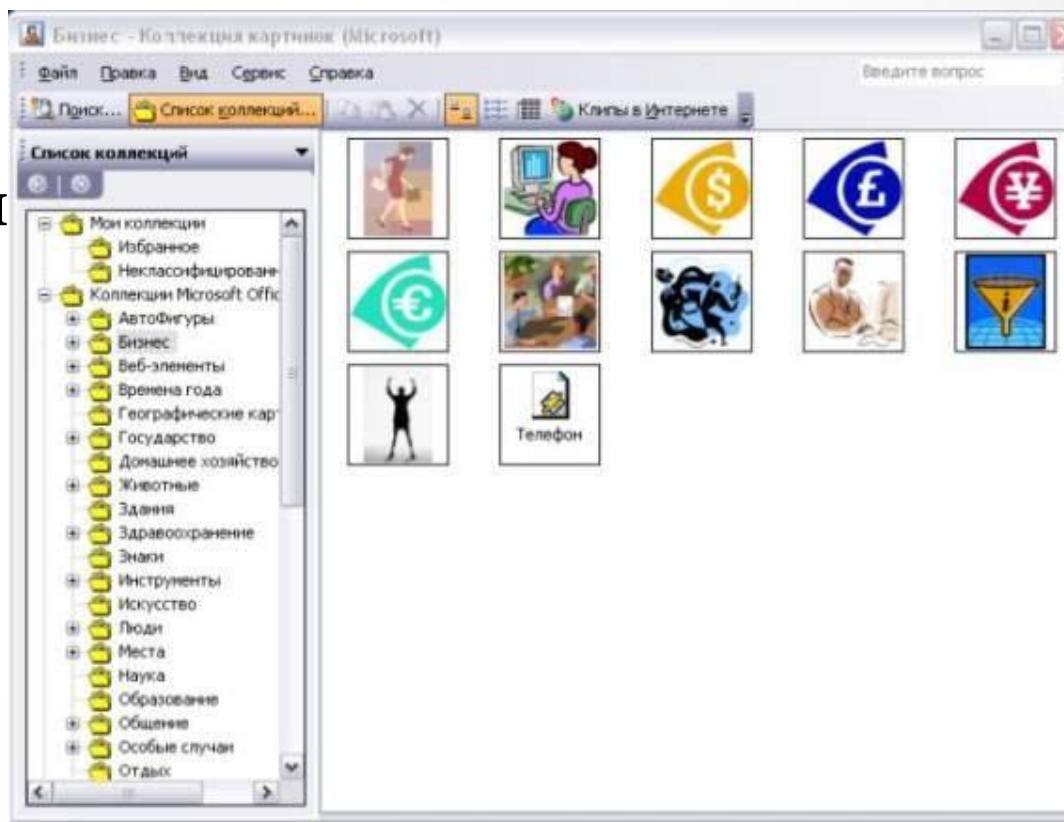 Бизнес - Коллекция картинок (Microsoft)
Файл Правка Вид Сервис Справка
Введите вопрос
Поиск... Список коллекций... Клипы в Интернете
Список коллекций
Мои коллекции
Избранное
Неклассифицированн
Коллекции Microsoft Offic
АвтоФигуры
Бизнес
Веб-элементы
Времена года
Географические кар
Государство
Домашнее хозяйство
Животные
Здания
Здравоохранение
Знаки
Инструменты
Искусство
Люди
Места
Наука
Образование
Общение
Особые случаи
Отдых
$
£
¥
€
i
Телефон